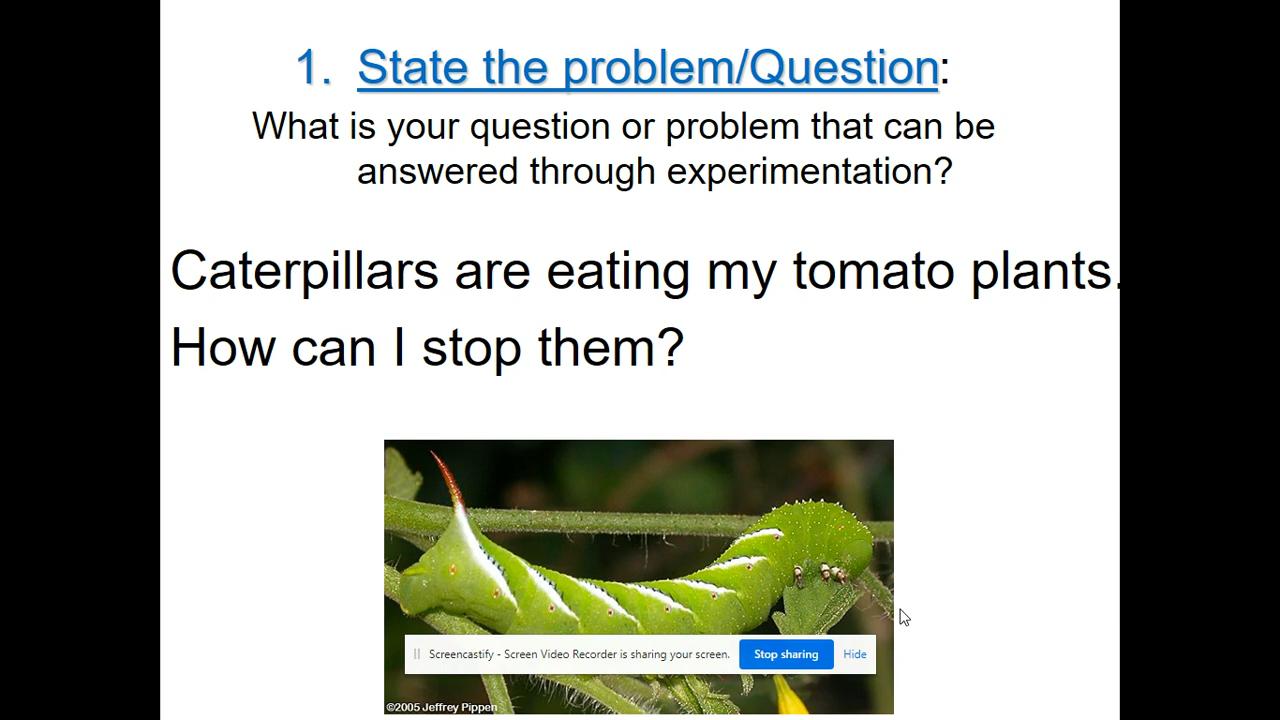 1. State the problem/Question:
What is your question or problem that can be
answered through experimentation?
Caterpillars are eating my tomato plants.
How can I stop them?
Screencastify - Screen Video Recorder is sharing your screen. Stop sharing Hide
©2005 Jeffrey Pippen